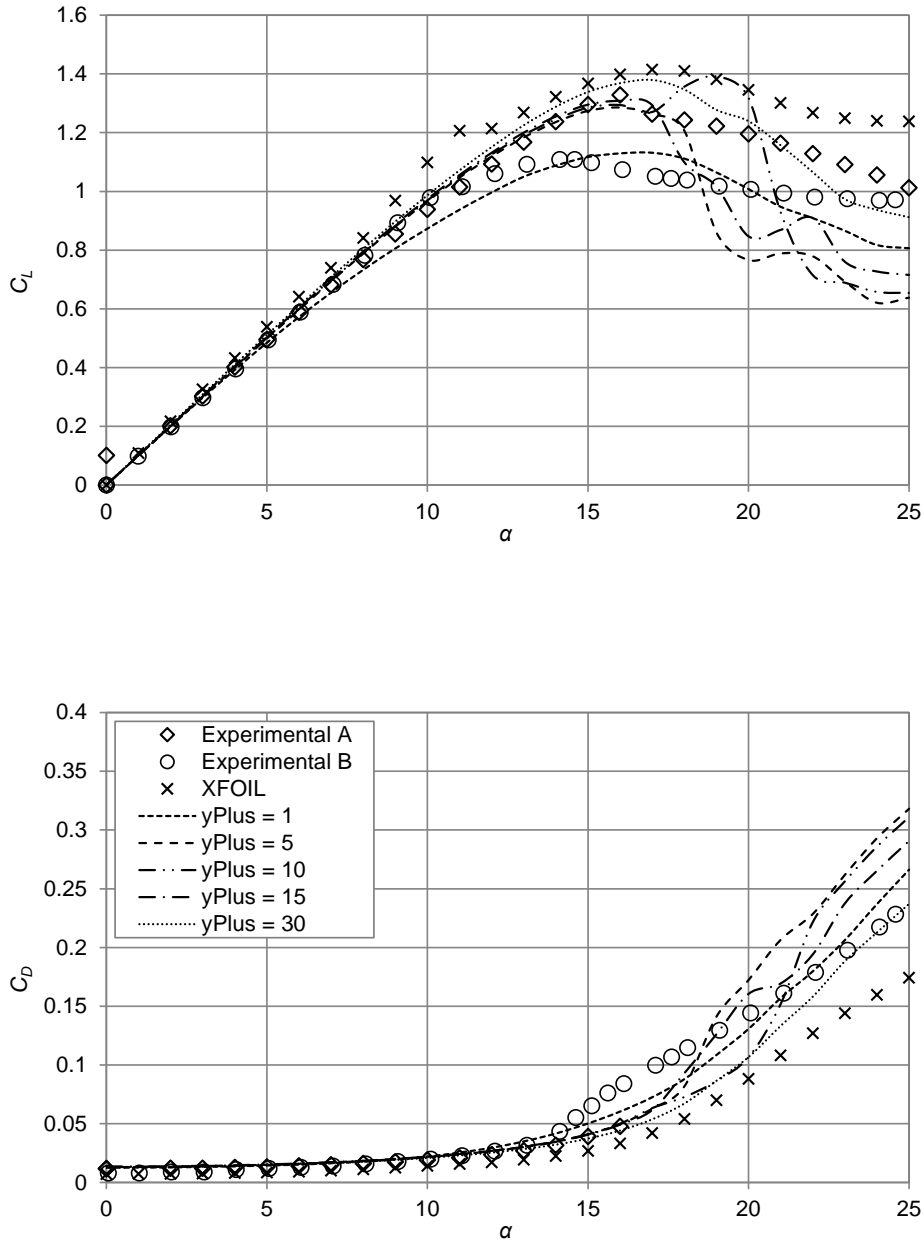 1.6
1.4
1.2
1
0.8
0.6
0.4
0.2
0
C_L
0 5 10 15 20 25
α
0.4
0.35
0.3
0.25
0.2
0.15
0.1
0.05
0
C_D
Experimental A
Experimental B
XFOIL
yPlus = 1
yPlus = 5
yPlus = 10
yPlus = 15
yPlus = 30
0 5 10 15 20 25
α